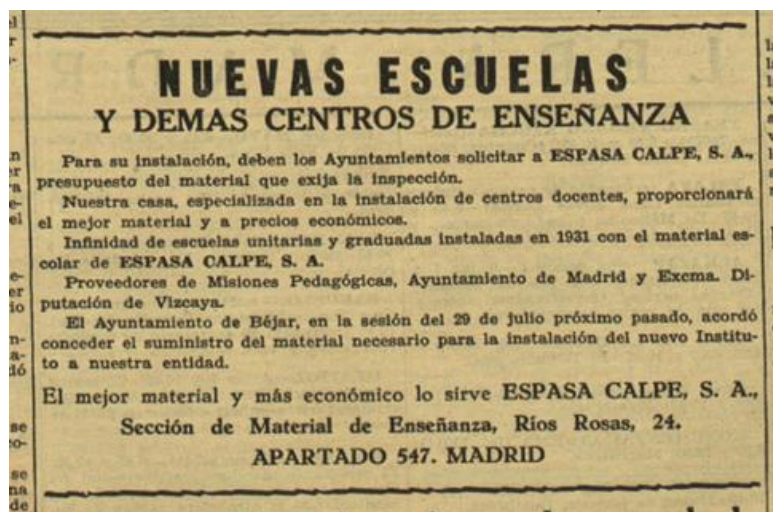 NUEVAS ESCUELAS
Y DEMAS CENTROS DE ENSEÑANZA
Para su instalación, deben los Ayuntamientos solicitar a ESPASA CALPE, S. A.,
presupuesto del material que exija la inspección.
Nuestra casa, especializada en la instalación de centros docentes, proporcionará
el mejor material y a precios económicos.
Infinidad de escuelas unitarias y graduadas instaladas en 1931 con el material es-
colar de ESPASA CALPE, S. A.
Proveedores de Misiones Pedagógicas, Ayuntamiento de Madrid y Excma. Di-
putación de Vizcaya.
El Ayuntamiento de Béjar, en la sesión del 29 de julio próximo pasado, acordó
conceder el suministro del material necesario para la instalación del nuevo Institu-
to a nuestra entidad.
El mejor material y más económico lo sirve ESPASA CALPE, S. A.,
Sección de Material de Enseñanza, Ríos Rosas, 24.
APARTADO 547. MADRID